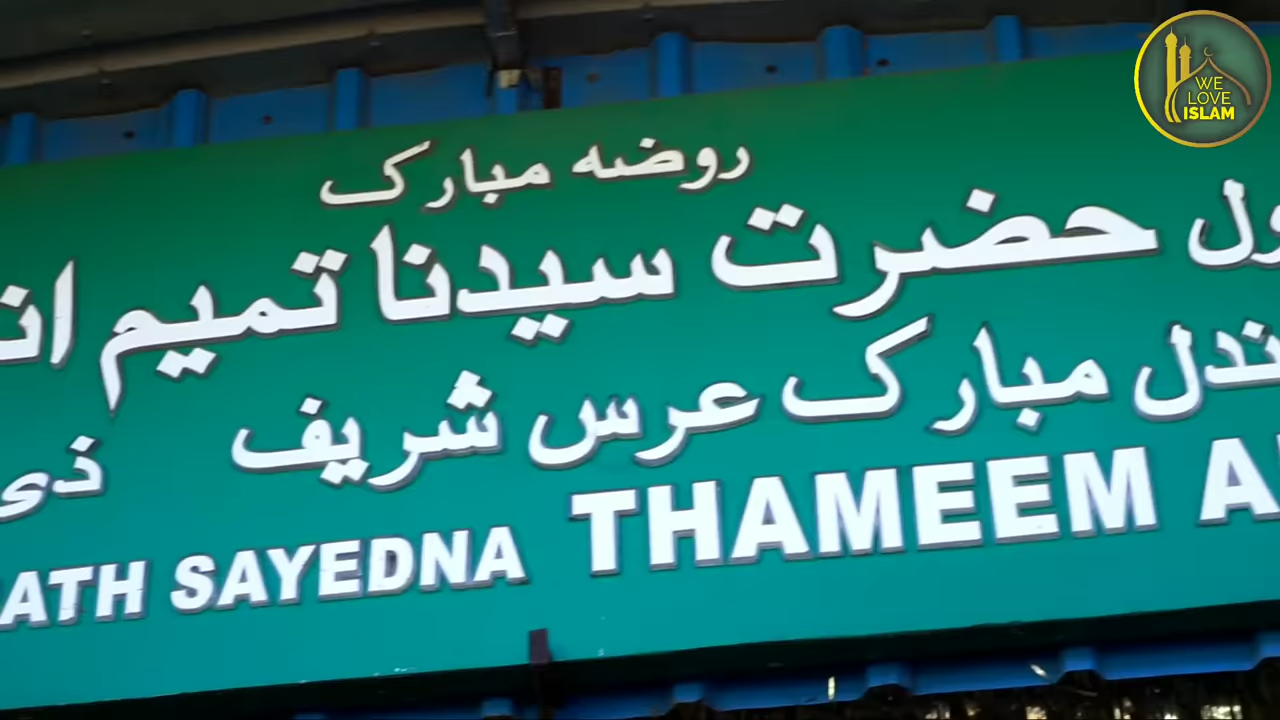 روضہ مبارک
ول حضرت سیدنا تمیم ان
ندل مبارک عرس شریف ذی
ATH SAYEDNA THAMEEM A
WE
LOVE
ISLAM